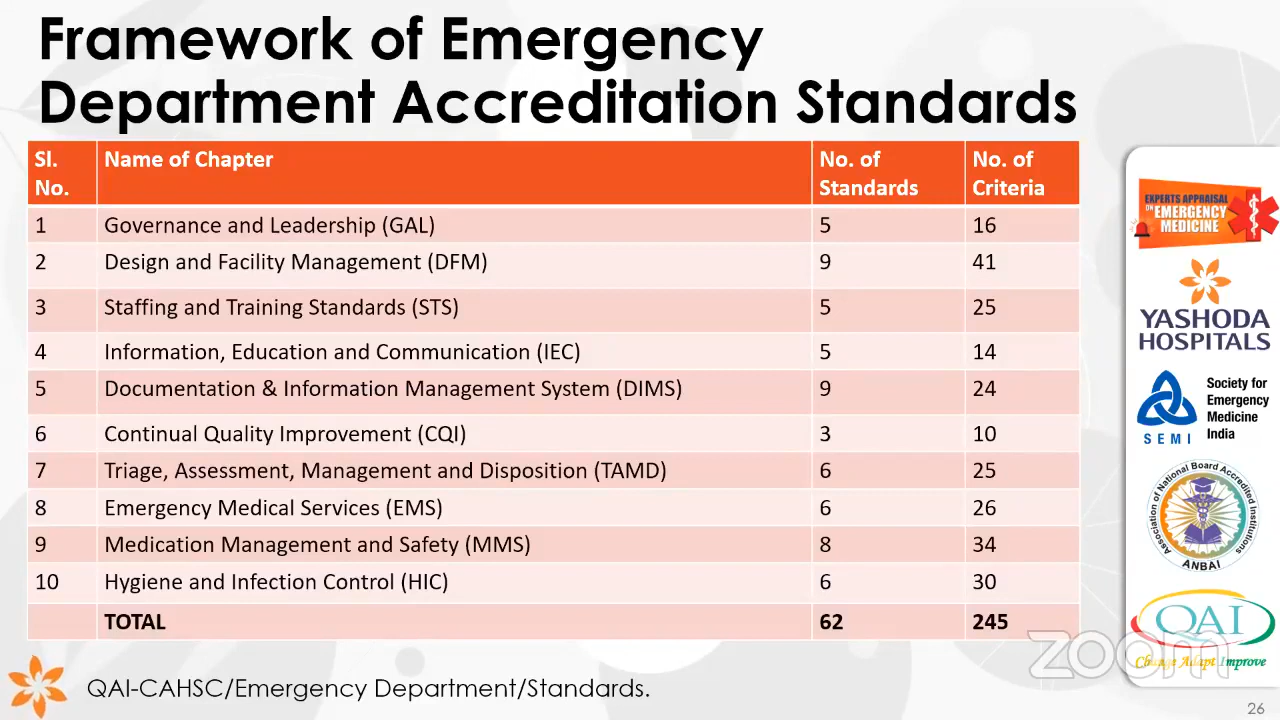 Framework of Emergency
Department Accreditation Standards
Sl. No. Name of Chapter No. of Standards No. of Criteria
1 Governance and Leadership (GAL) 5 16
2 Design and Facility Management (DFM) 9 41
3 Staffing and Training Standards (STS) 5 25
4 Information, Education and Communication (IEC) 5 14
5 Documentation & Information Management System (DIMS) 9 24
6 Continual Quality Improvement (CQI) 3 10
7 Triage, Assessment, Management and Disposition (TAMD) 6 25
8 Emergency Medical Services (EMS) 6 26
9 Medication Management and Safety (MMS) 8 34
10 Hygiene and Infection Control (HIC) 6 30
TOTAL 62 245
QAI-CAHSC/Emergency Department/Standards.
EXPERTS APPRAISAL
ON EMERGENCY
MEDICINE
YASHODA
HOSPITALS
Society for
Emergency
Medicine
India
SEMI
Association of National Board Accredited Institutions
ANBAI
QAI
Change Adapt Improve
zoom
26